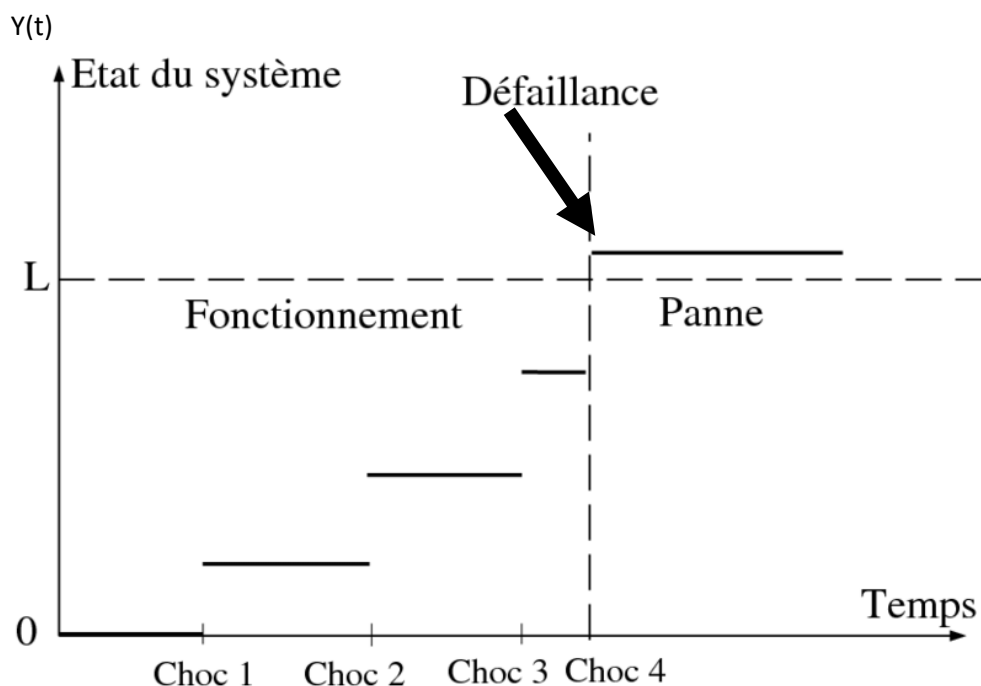 Y(t)
Etat du système
Défaillance
L
Fonctionnement
Panne
Temps
0
Choc 1
Choc 2
Choc 3
Choc 4